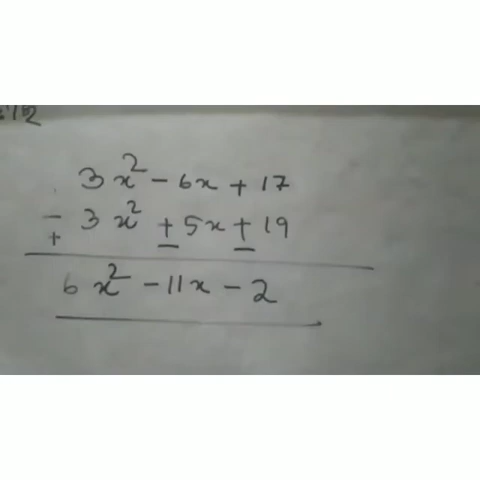 3x² - 6x + 17
- 3x² + 5x + 19
+ - -
6x² - 11x - 2